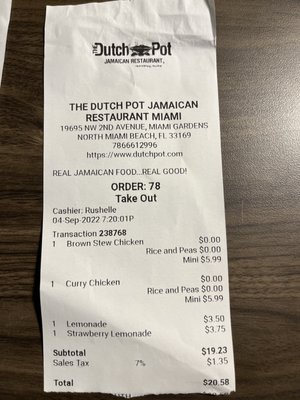 THE Dutch Pot
JAMAICAN RESTAURANT.
THE DUTCH POT JAMAICAN
RESTAURANT MIAMI
19695 NW 2ND AVENUE, MIAMI GARDENS
NORTH MIAMI BEACH, FL 33169
7866612996
https://www.dutchpot.com
REAL JAMAICAN FOOD...REAL GOOD!
ORDER: 78
Take Out
Cashier: Rushelle
04-Sep-2022 7:20:01P
Transaction 238768
1 Brown Stew Chicken $0.00
Rice and Peas $0.00
Mini $5.99
1 Curry Chicken $0.00
Rice and Peas $0.00
Mini $5.99
1 Lemonade $3.50
1 Strawberry Lemonade $3.75
Subtotal $19.23
Sales Tax 7% $1.35
Total $20.58